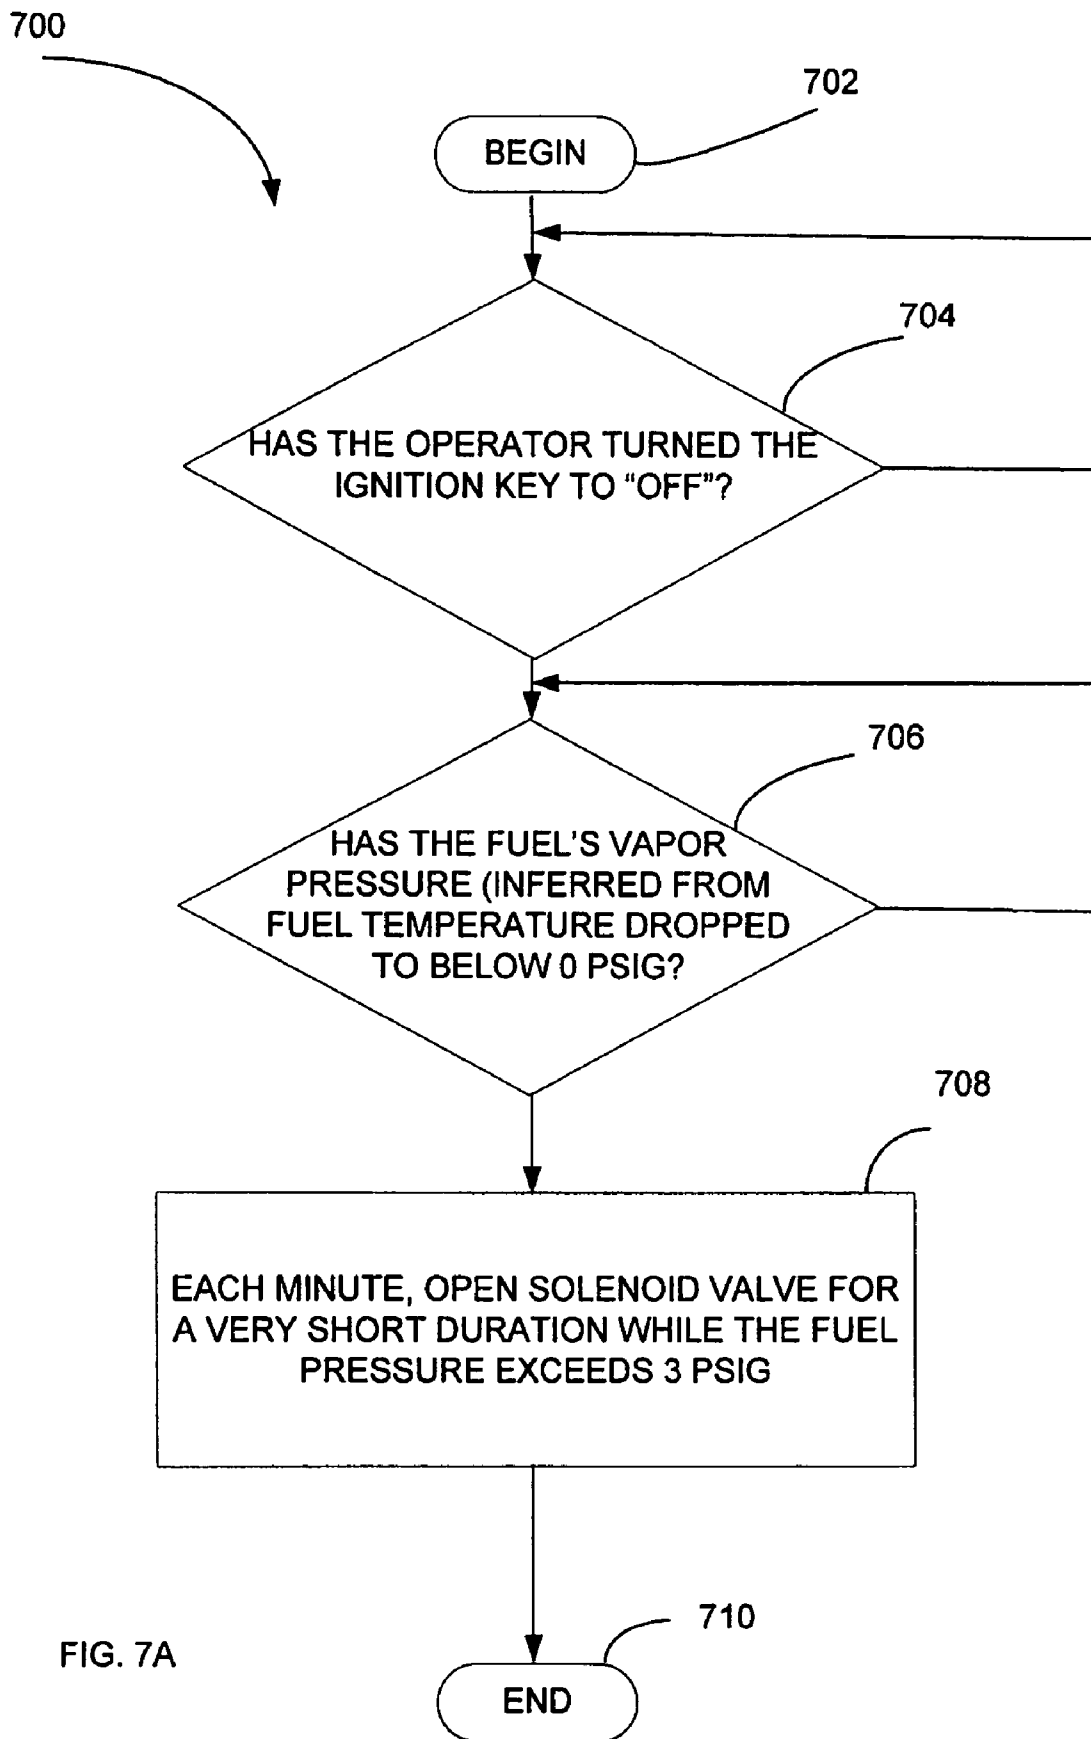 700
702
BEGIN
704
HAS THE OPERATOR TURNED THE
IGNITION KEY TO “OFF”?
706
HAS THE FUEL’S VAPOR
PRESSURE (INFERRED FROM
FUEL TEMPERATURE DROPPED
TO BELOW 0 PSIG?
708
EACH MINUTE, OPEN SOLENOID VALVE FOR
A VERY SHORT DURATION WHILE THE FUEL
PRESSURE EXCEEDS 3 PSIG
710
FIG. 7A
END